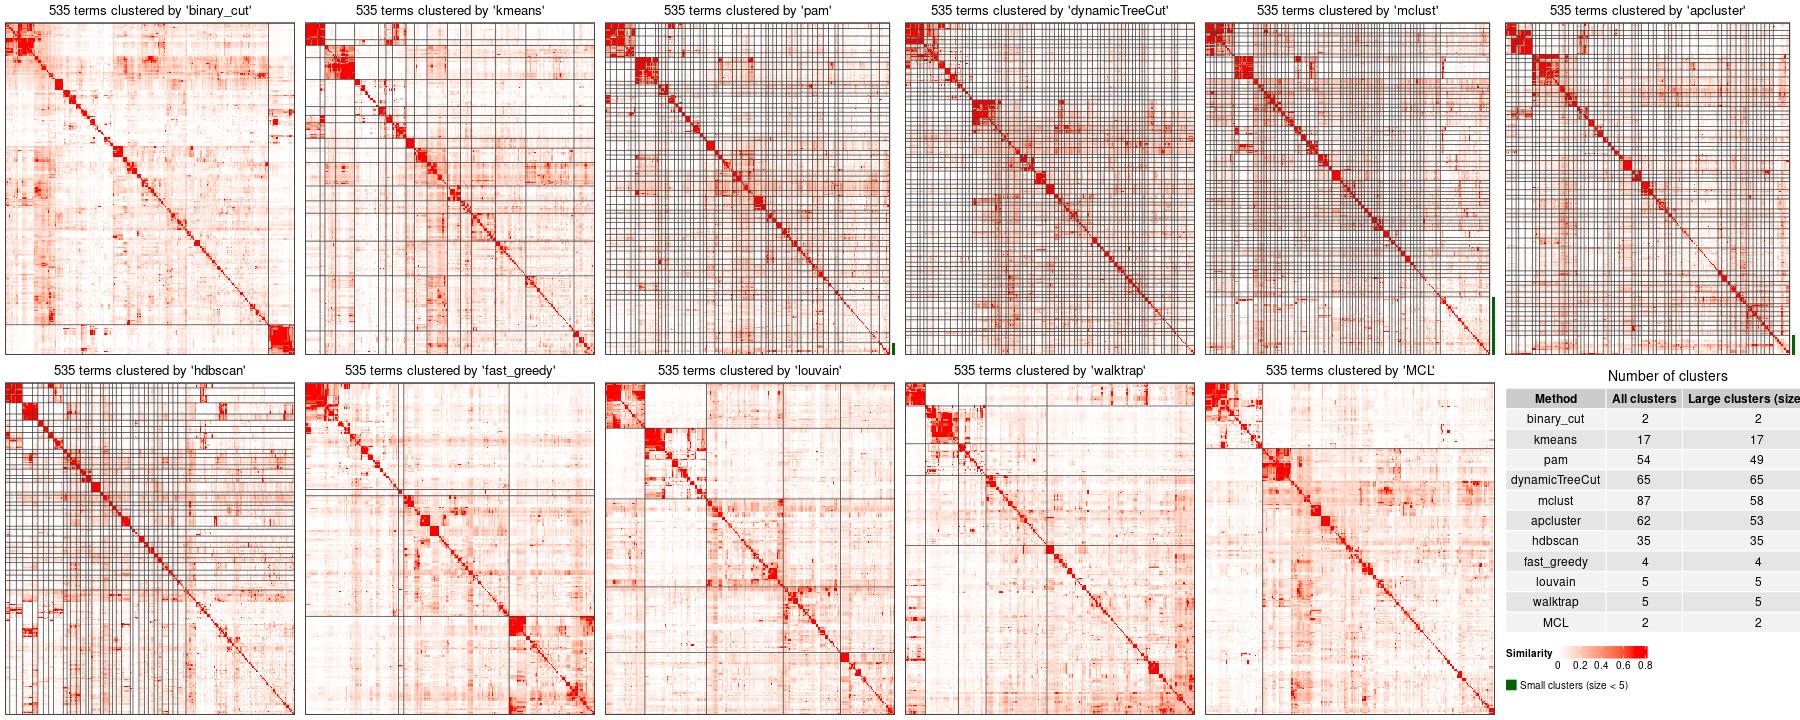 535 terms clustered by 'binary_cut'
535 terms clustered by 'kmeans'
535 terms clustered by 'pam'
535 terms clustered by 'dynamicTreeCut'
535 terms clustered by 'mclust'
535 terms clustered by 'apcluster'
535 terms clustered by 'hdbscan'
535 terms clustered by 'fast_greedy'
535 terms clustered by 'louvain'
535 terms clustered by 'walktrap'
535 terms clustered by 'MCL'
Number of clusters
Method All clusters Large clusters (size
binary_cut 2 2
kmeans 17 17
pam 54 49
dynamicTreeCut 65 65
mclust 87 58
apcluster 62 53
hdbscan 35 35
fast_greedy 4 4
louvain 5 5
walktrap 5 5
MCL 2 2
Similarity
0 0.2 0.4 0.6 0.8
Small clusters (size < 5)